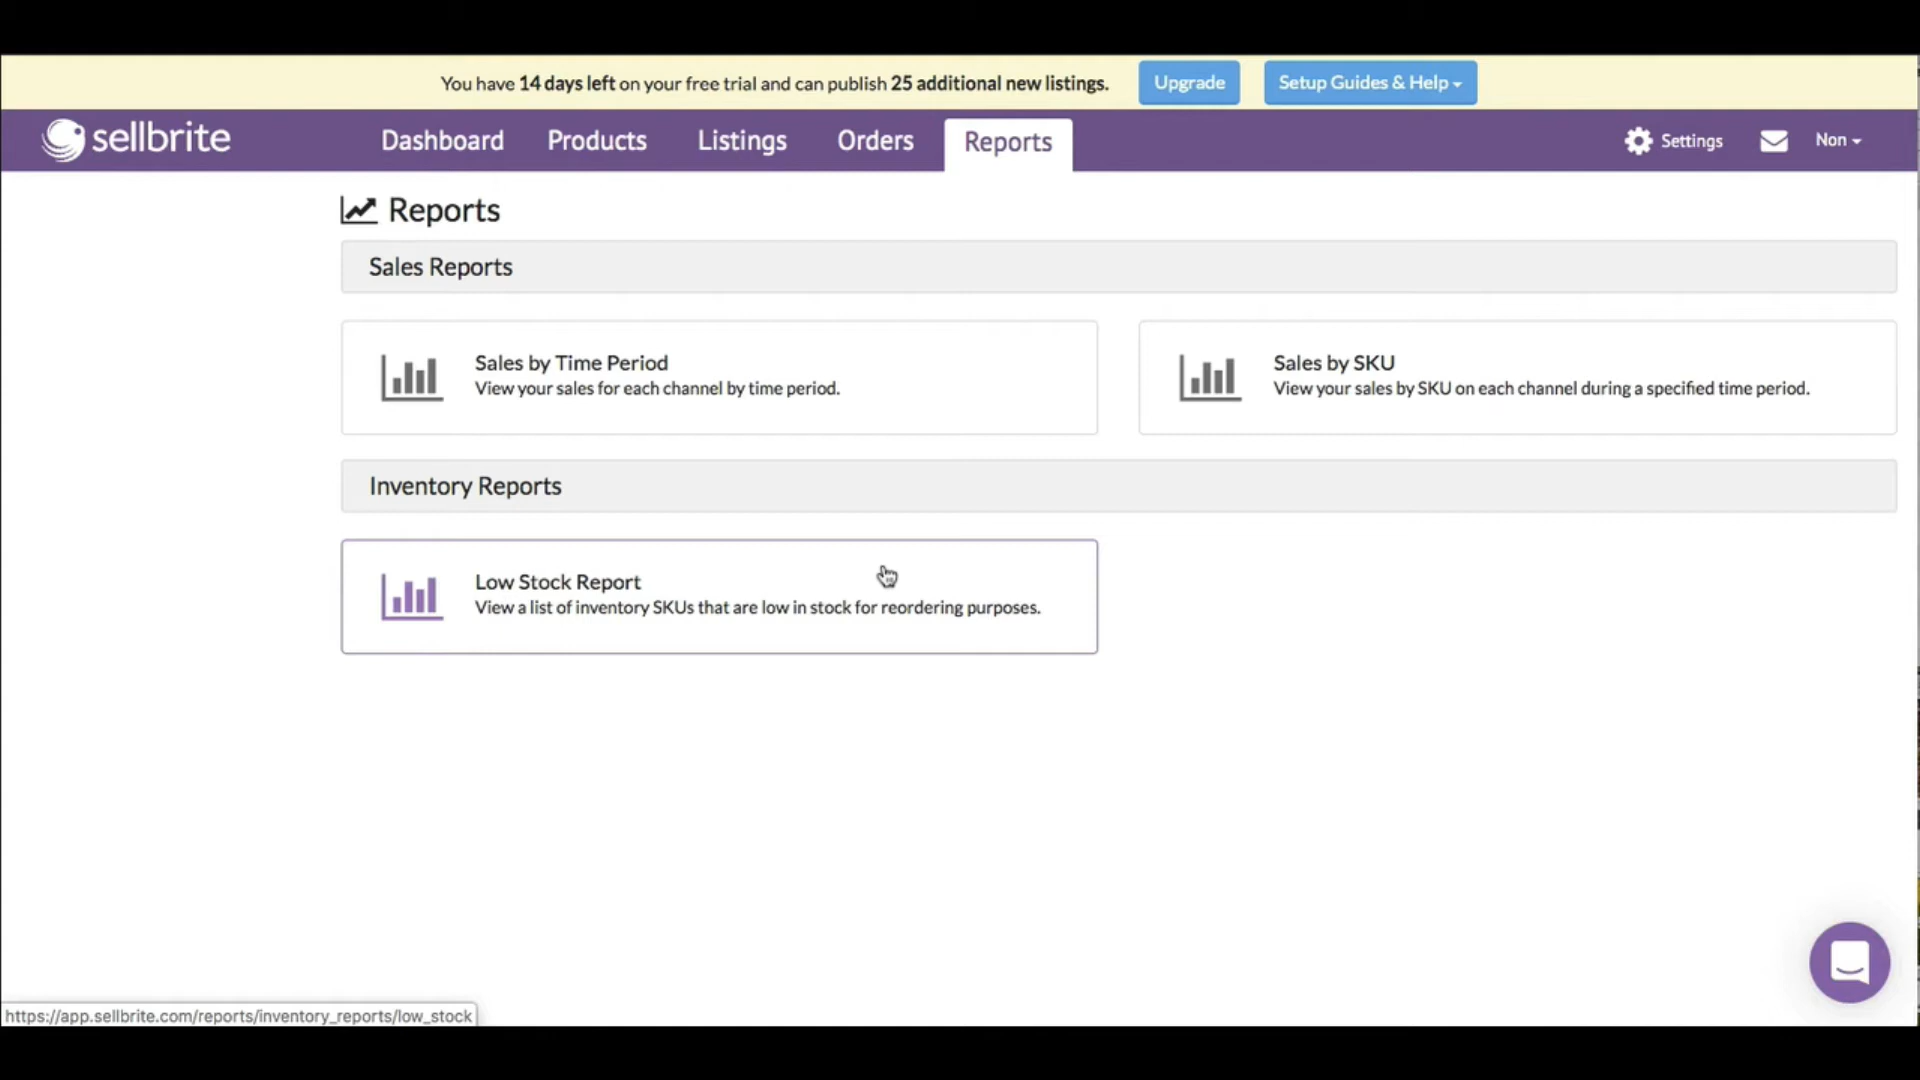 You have 14 days left on your free trial and can publish 25 additional new listings.
Upgrade
Setup Guides & Help
sellbrite
Dashboard
Products
Listings
Orders
Reports
Settings
Non
Reports
Sales Reports
Sales by Time Period
View your sales for each channel by time period.
Sales by SKU
View your sales by SKU on each channel during a specified time period.
Inventory Reports
Low Stock Report
View a list of inventory SKUs that are low in stock for reordering purposes.
https://app.sellbrite.com/reports/inventory_reports/low_stock